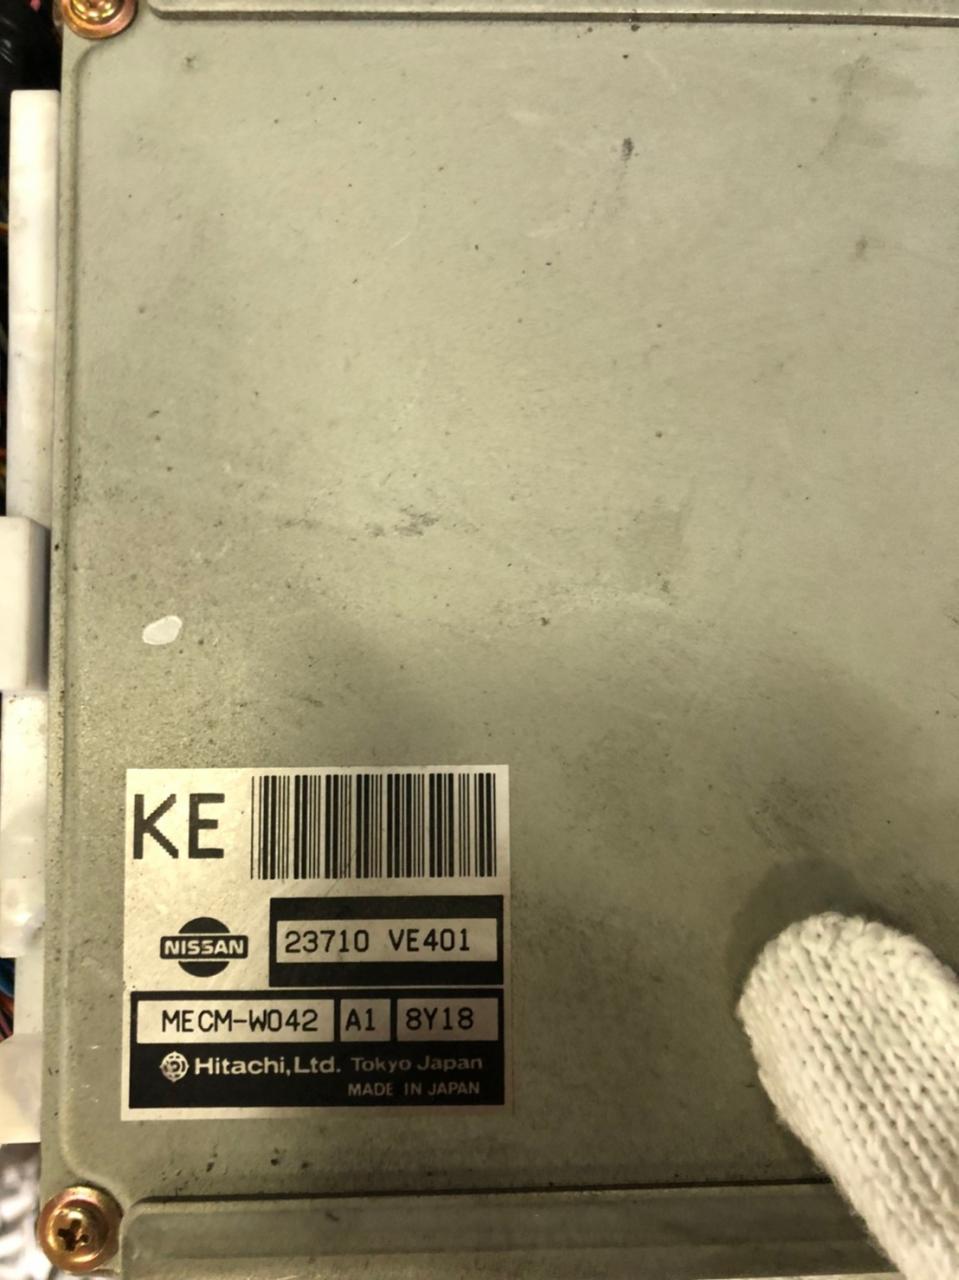 KE
NISSAN
23710 VE401
MECM-W042 A1 8Y18
Hitachi,Ltd. Tokyo Japan
MADE IN JAPAN